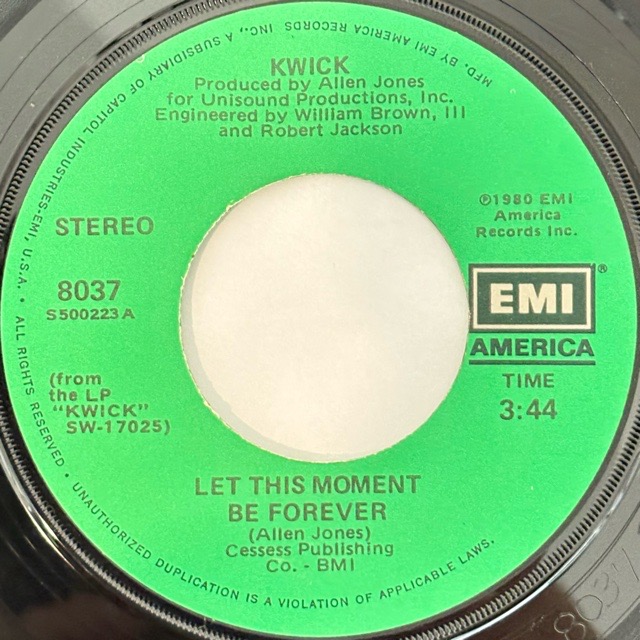 MFD. BY EMI AMERICA RECORDS, INC., A SUBSIDIARY OF CAPITOL INDUSTRIES-EMI, U.S.A. • ALL RIGHTS RESERVED • UNAUTHORIZED DUPLICATION IS A VIOLATION OF APPLICABLE LAWS.
KWICK
Produced by Allen Jones
for Unisound Productions, Inc.
Engineered by William Brown, III
and Robert Jackson
STEREO
℗1980 EMI
America
Records Inc.
8037
S500223 A
EMI®
AMERICA
(from
the LP
"KWICK"
SW-17025)
TIME
3:44
LET THIS MOMENT
BE FOREVER
(Allen Jones)
Cessess Publishing
Co. - BMI